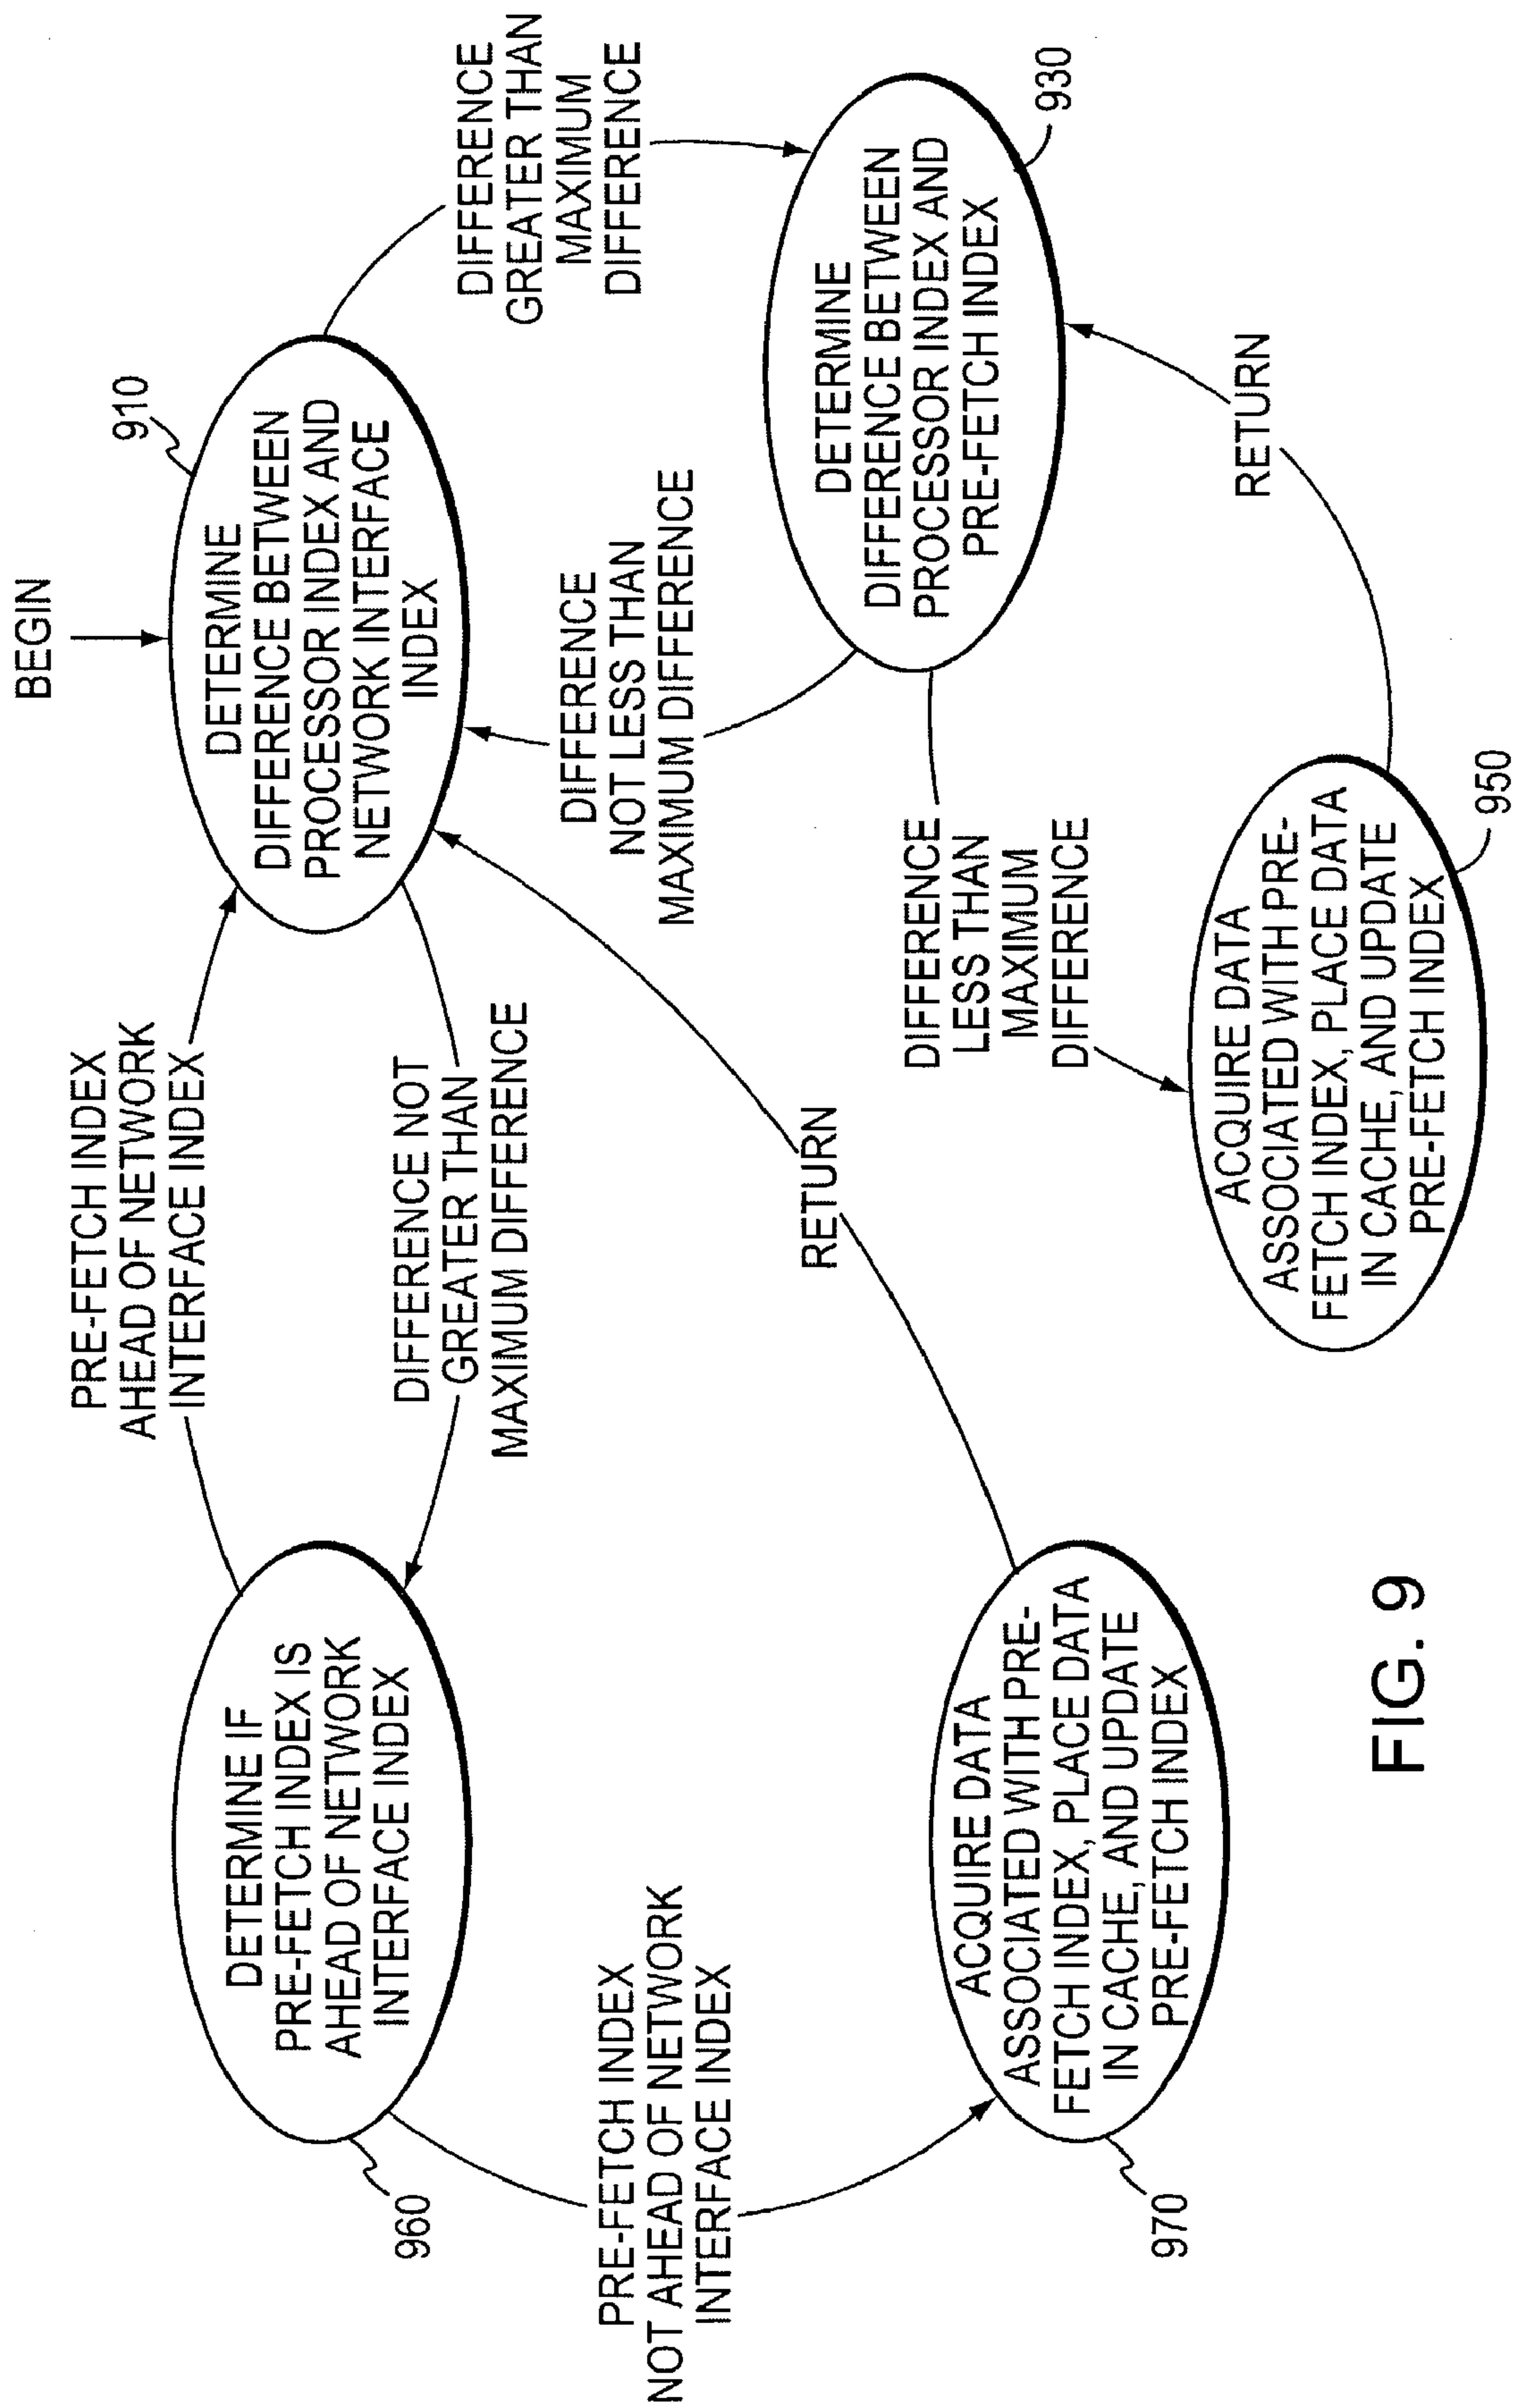 BEGIN
910
DETERMINE
DIFFERENCE BETWEEN
PROCESSOR INDEX AND
NETWORK INTERFACE
INDEX
PRE-FETCH INDEX
AHEAD OF NETWORK
INTERFACE INDEX
DIFFERENCE NOT
GREATER THAN
MAXIMUM DIFFERENCE
DETERMINE IF
PRE-FETCH INDEX IS
AHEAD OF NETWORK
INTERFACE INDEX
960
DIFFERENCE
GREATER THAN
MAXIMUM
DIFFERENCE
DIFFERENCE
NOT LESS THAN
MAXIMUM DIFFERENCE
PRE-FETCH INDEX
NOT AHEAD OF NETWORK
INTERFACE INDEX
RETURN
DETERMINE
DIFFERENCE BETWEEN
PROCESSOR INDEX AND
PRE-FETCH INDEX
930
DIFFERENCE
LESS THAN
MAXIMUM
DIFFERENCE
ACQUIRE DATA
ASSOCIATED WITH PRE-
FETCH INDEX, PLACE DATA
IN CACHE, AND UPDATE
PRE-FETCH INDEX
970
RETURN
ACQUIRE DATA
ASSOCIATED WITH PRE-
FETCH INDEX, PLACE DATA
IN CACHE, AND UPDATE
PRE-FETCH INDEX
950
FIG. 9